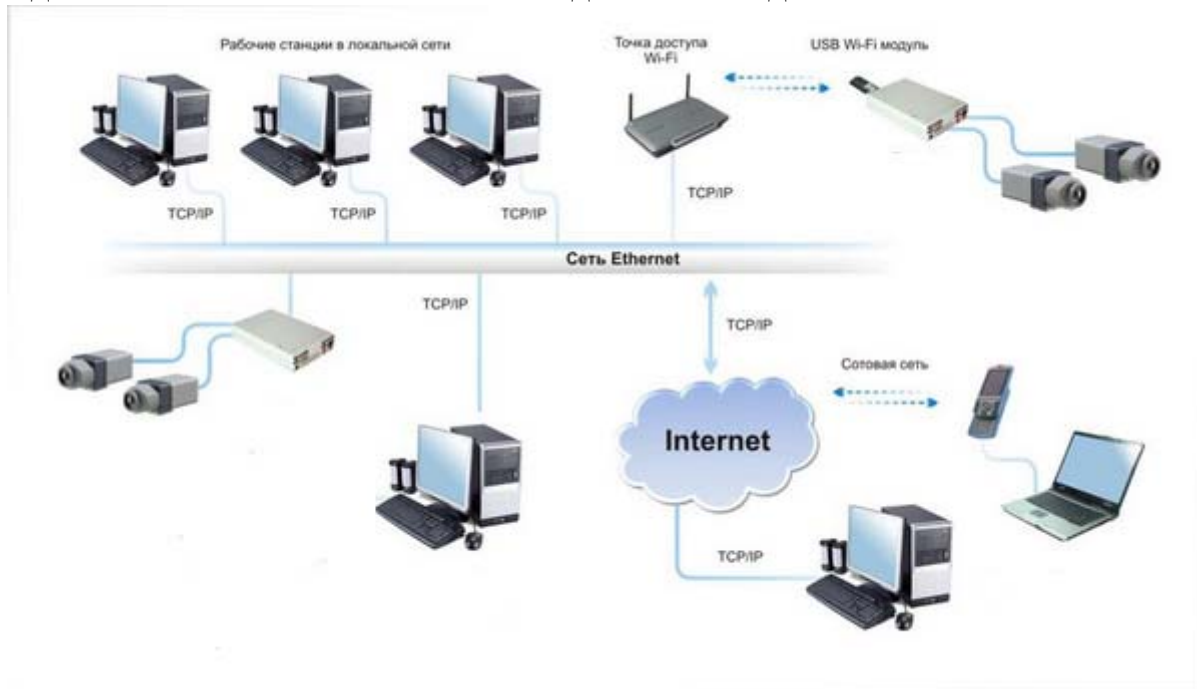 Рабочие станции в локальной сети
Точка доступа
Wi-Fi
USB Wi-Fi модуль
TCP/IP
TCP/IP
TCP/IP
TCP/IP
Сеть Ethernet
TCP/IP
TCP/IP
Сотовая сеть
Internet
TCP/IP